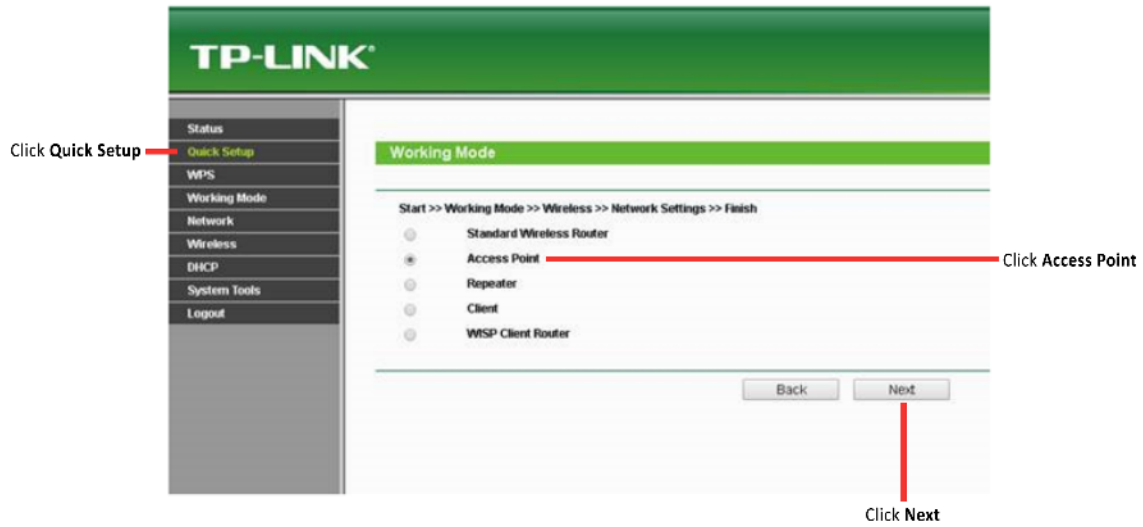 TP-LINK®
Status
Click Quick Setup
Quick Setup
Working Mode
WPS
Working Mode
Start >> Working Mode >> Wireless >> Network Settings >> Finish
Network
Standard Wireless Router
Wireless
Access Point
Click Access Point
DHCP
Repeater
System Tools
Client
Logout
WISP Client Router
Back
Next
Click Next